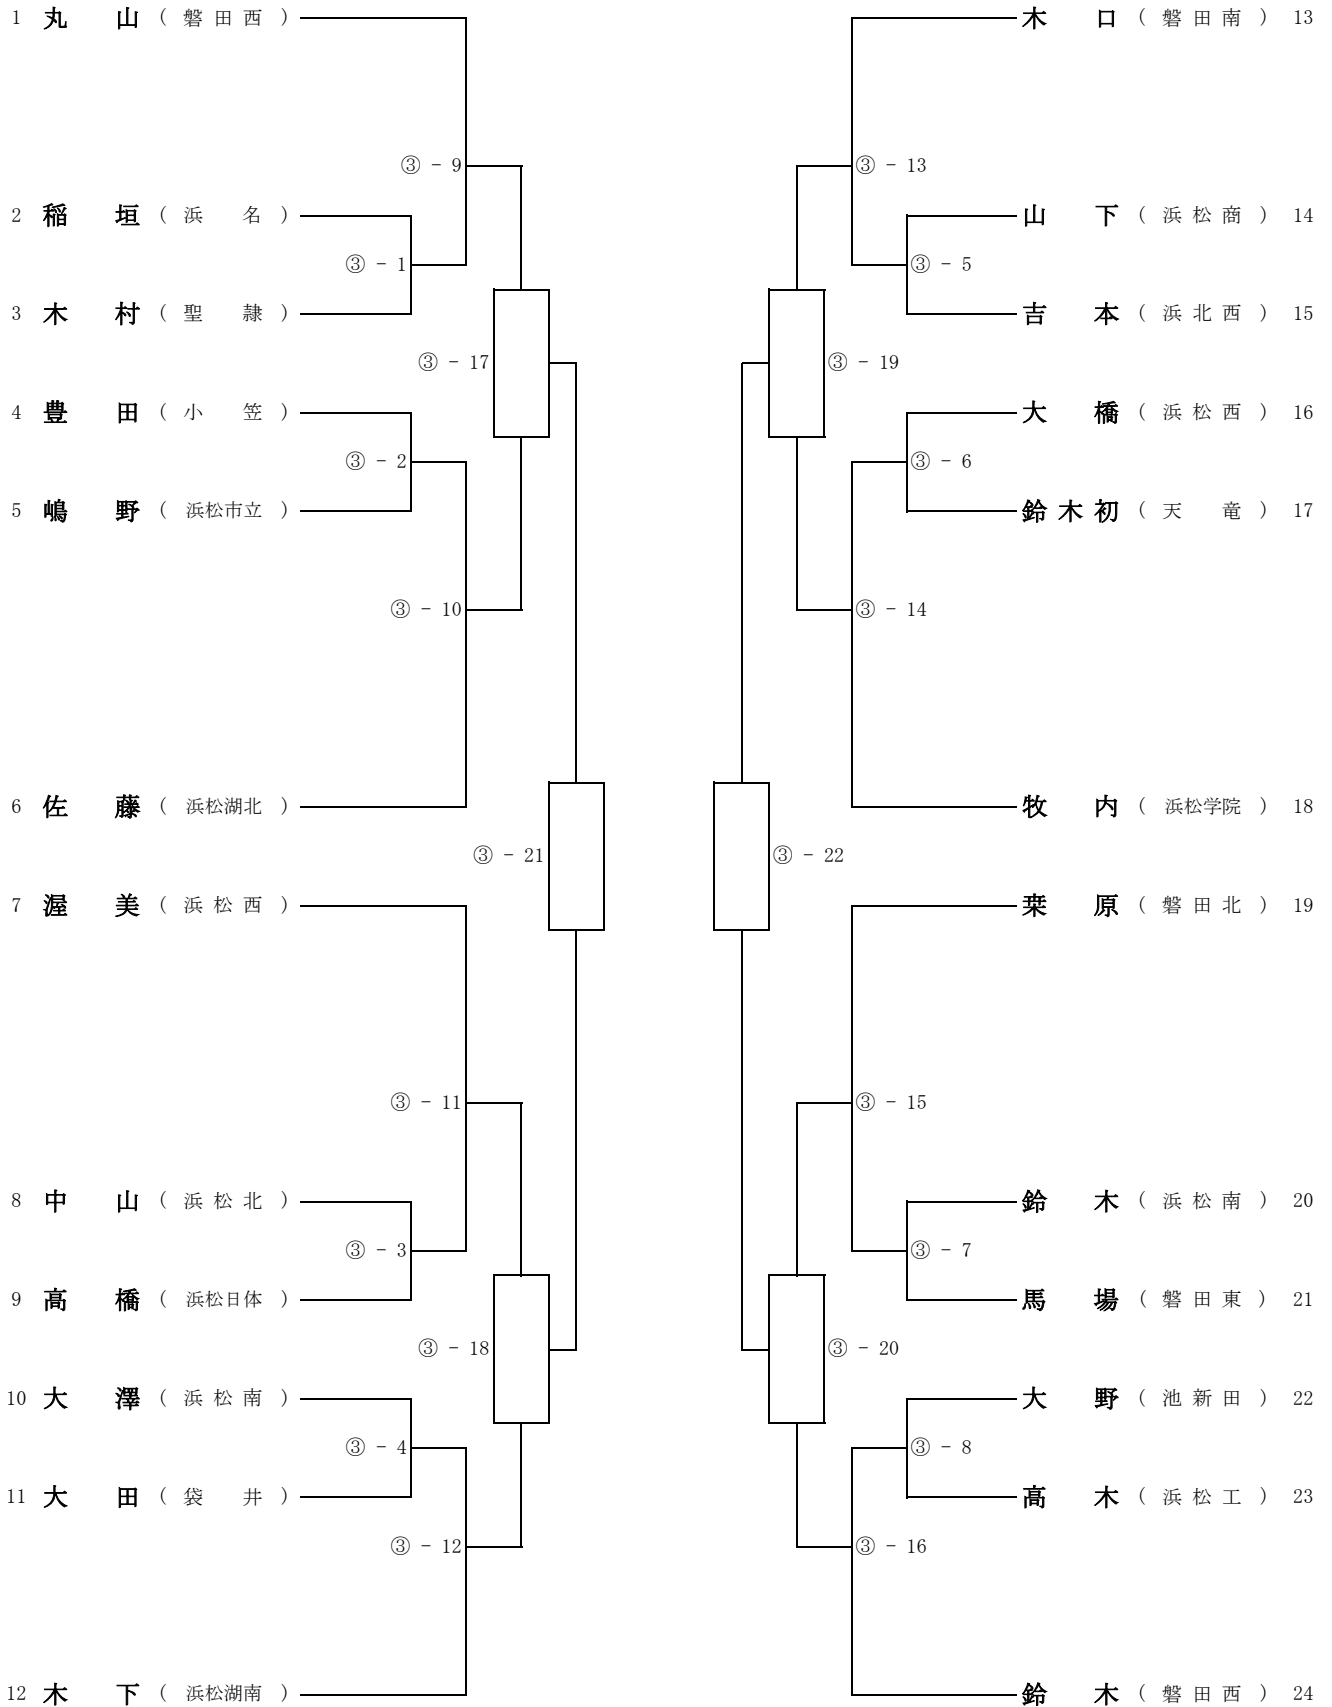 1 丸 山 ( 磐 田 西 )
③ - 9
2 稲 垣 ( 浜 名 )
③ - 1
3 木 村 ( 聖 隷 )
③ - 17
4 豊 田 ( 小 笠 )
③ - 2
5 嶋 野 ( 浜松市立 )
③ - 10
6 佐 藤 ( 浜松湖北 )
③ - 21
7 渥 美 ( 浜 松 西 )
③ - 11
8 中 山 ( 浜 松 北 )
③ - 3
9 高 橋 ( 浜松日体 )
③ - 18
10 大 澤 ( 浜 松 南 )
③ - 4
11 大 田 ( 袋 井 )
③ - 12
12 木 下 ( 浜松湖南 )
木 口 ( 磐 田 南 ) 13
③ - 13
山 下 ( 浜 松 商 ) 14
③ - 5
吉 本 ( 浜 北 西 ) 15
③ - 19
大 橋 ( 浜 松 西 ) 16
③ - 6
鈴 木 初 ( 天 竜 ) 17
③ - 14
牧 内 ( 浜松学院 ) 18
③ - 22
栞 原 ( 磐 田 北 ) 19
③ - 15
鈴 木 ( 浜 松 南 ) 20
③ - 7
馬 場 ( 磐 田 東 ) 21
③ - 20
大 野 ( 池 新 田 ) 22
③ - 8
高 木 ( 浜 松 工 ) 23
③ - 16
鈴 木 ( 磐 田 西 ) 24